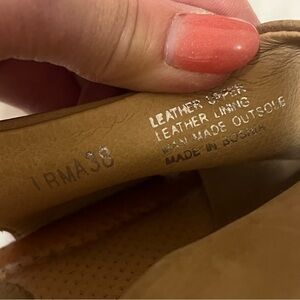 IRMA38
LEATHER UPPER
LEATHER LINING
MAN MADE OUTSOLE
MADE IN BOSNIA